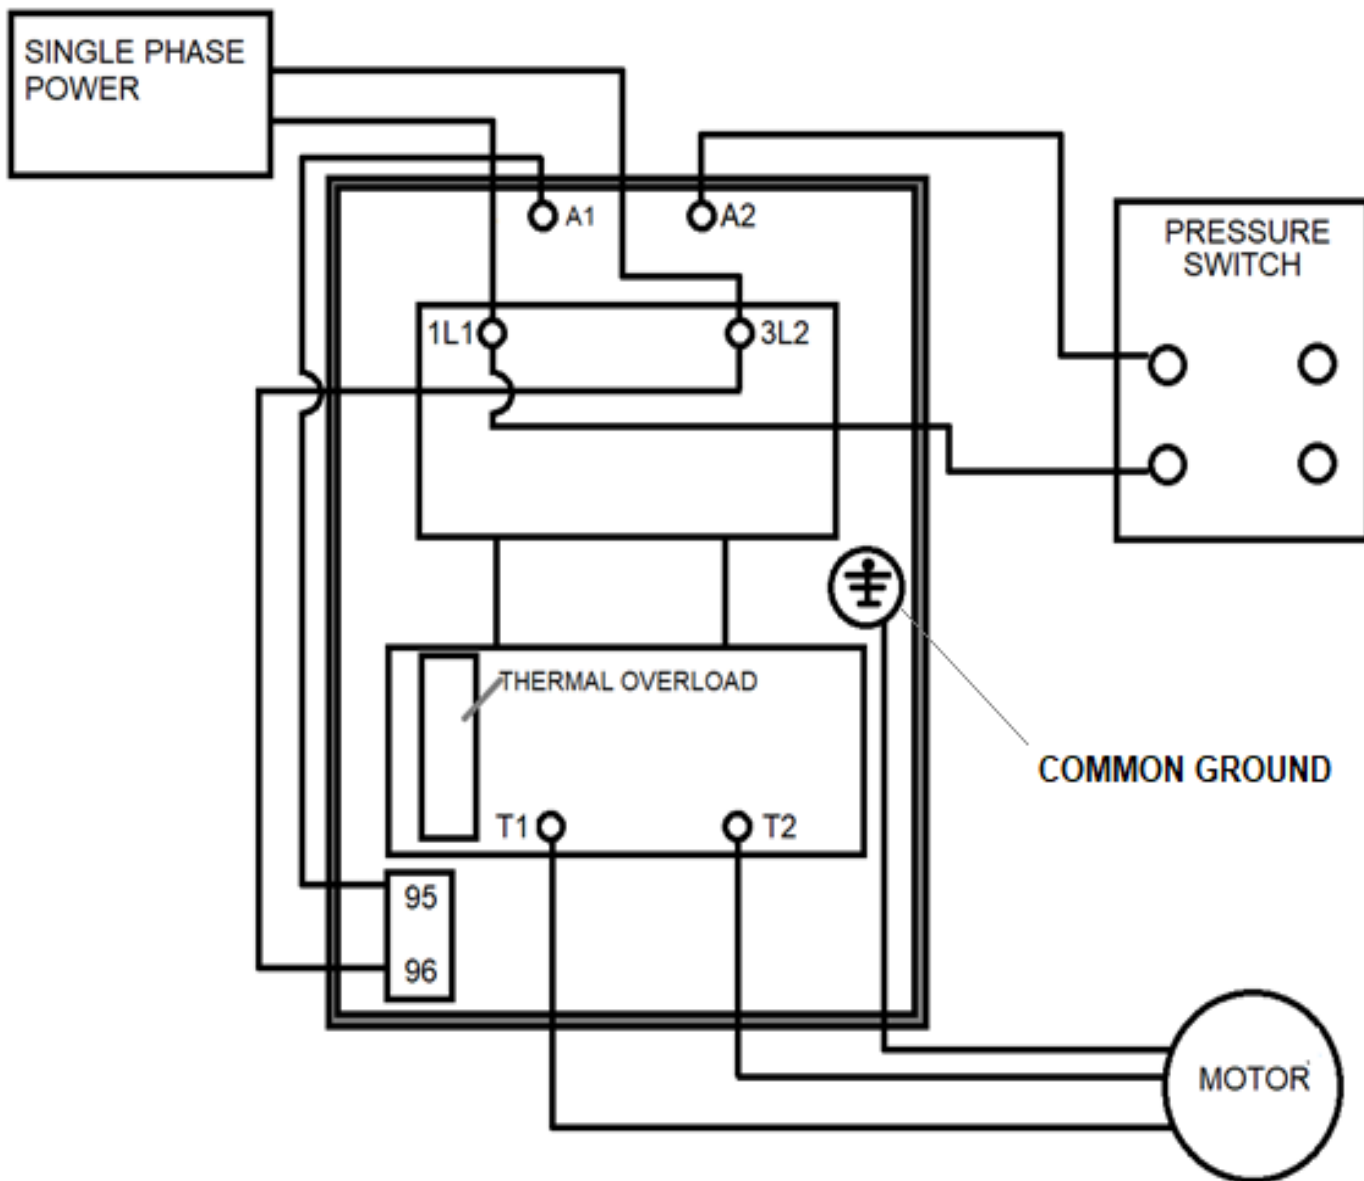 SINGLE PHASE
POWER
A1
A2
PRESSURE
SWITCH
1L1
3L2
THERMAL OVERLOAD
COMMON GROUND
T1
T2
95
96
MOTOR